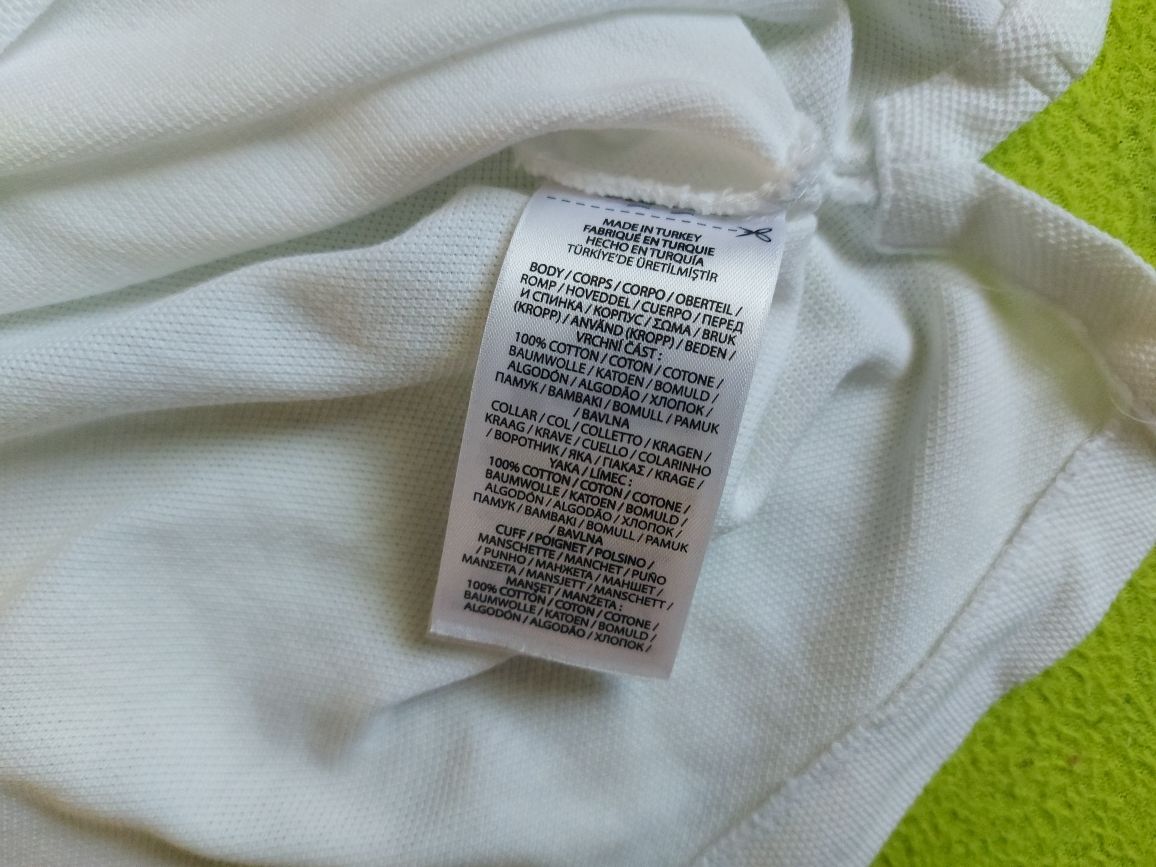 MADE IN TURKEY
FABRIQUÉ EN TURQUIE
HECHO EN TURQUÍA
TÜRKİYE'DE ÜRETİLMİŞTİR
BODY / CORPS / CORPO / OBERTEIL /
ROMP / HOVEDDEL / CUERPO / ПЕРЕД
И СПИНКА / КОРПУС / ΣΩΜΑ / BRUK
(KROPP) / ANVÄND (KROPP) / BEDEN /
VRCHNÍ ČÁST :
100% COTTON / COTON / COTONE /
BAUMWOLLE / KATOEN / BOMULD /
ALGODÓN / ALGODÃO / ХЛОПОК /
ПАМУК / ΒΑΜΒΑΚΙ / BOMULL / PAMUK
/ BAVLNA
COLLAR / COL / COLLETTO / KRAGEN /
KRAAG / KRAVE / CUELLO / COLARINHO
/ ВОРОТНИК / ЯКА / ΓΙΑΚΑΣ / KRAGE /
YAKA / LÍMEC :
100% COTTON / COTON / COTONE /
BAUMWOLLE / KATOEN / BOMULD /
ALGODÓN / ALGODÃO / ХЛОПОК /
ПАМУК / ΒΑΜΒΑΚΙ / BOMULL / PAMUK
/ BAVLNA
CUFF / POIGNET / POLSINO /
MANSCHETTE / MANCHET / PUÑO
/ PUNHO / МАНЖЕТА / МАНШЕТ /
ΜΑΝΣΕΤΑ / MANSJETT / MANSCHETT /
MANŞET / MANŽETA :
100% COTTON / COTON / COTONE /
BAUMWOLLE / KATOEN / BOMULD /
ALGODÓN / ALGODÃO / ХЛОПОК /